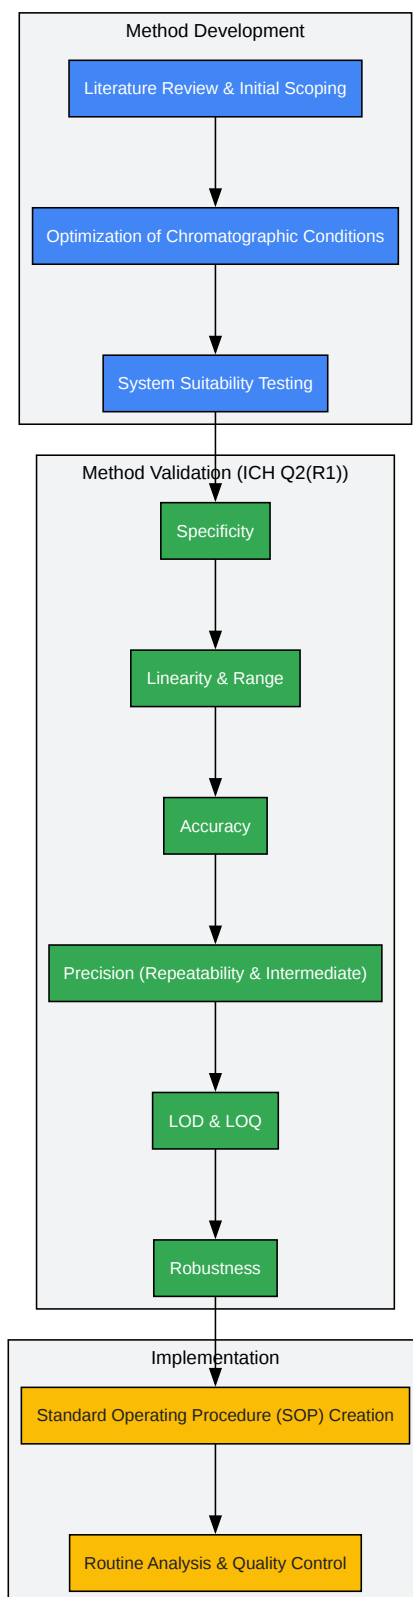 Method Development
Literature Review & Initial Scoping
Optimization of Chromatographic Conditions
System Suitability Testing
Method Validation (ICH Q2(R1))
Specificity
Linearity & Range
Accuracy
Precision (Repeatability & Intermediate)
LOD & LOQ
Robustness
Implementation
Standard Operating Procedure (SOP) Creation
Routine Analysis & Quality Control